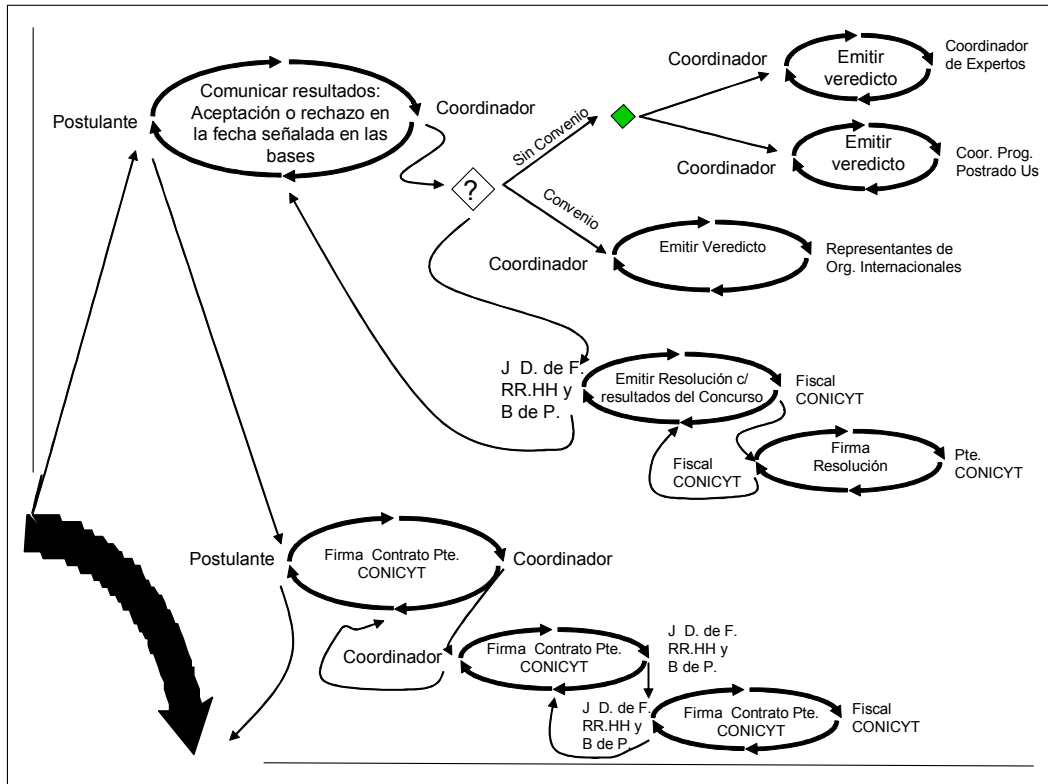 Comunicar resultados:
Aceptación o rechazo en
la fecha señalada en las
bases
Postulante
Coordinador
?
Sin Convenio
Convenio
Coordinador
Emitir
veredicto
Coordinador
de Expertos
Coordinador
Emitir
veredicto
Coor. Prog.
Postrado Us
Coordinador
Emitir Veredicto
Representantes de
Org. Internacionales
J D. de F.
RR.HH y
B de P.
Emitir Resolución c/
resultados del Concurso
Fiscal
CONICYT
Fiscal
CONICYT
Firma
Resolución
Pte.
CONICYT
Postulante
Firma Contrato Pte.
CONICYT
Coordinador
Coordinador
Firma Contrato Pte.
CONICYT
J D. de F.
RR.HH y
B de P.
J D. de F.
RR.HH y
B de P.
Firma Contrato Pte.
CONICYT
Fiscal
CONICYT